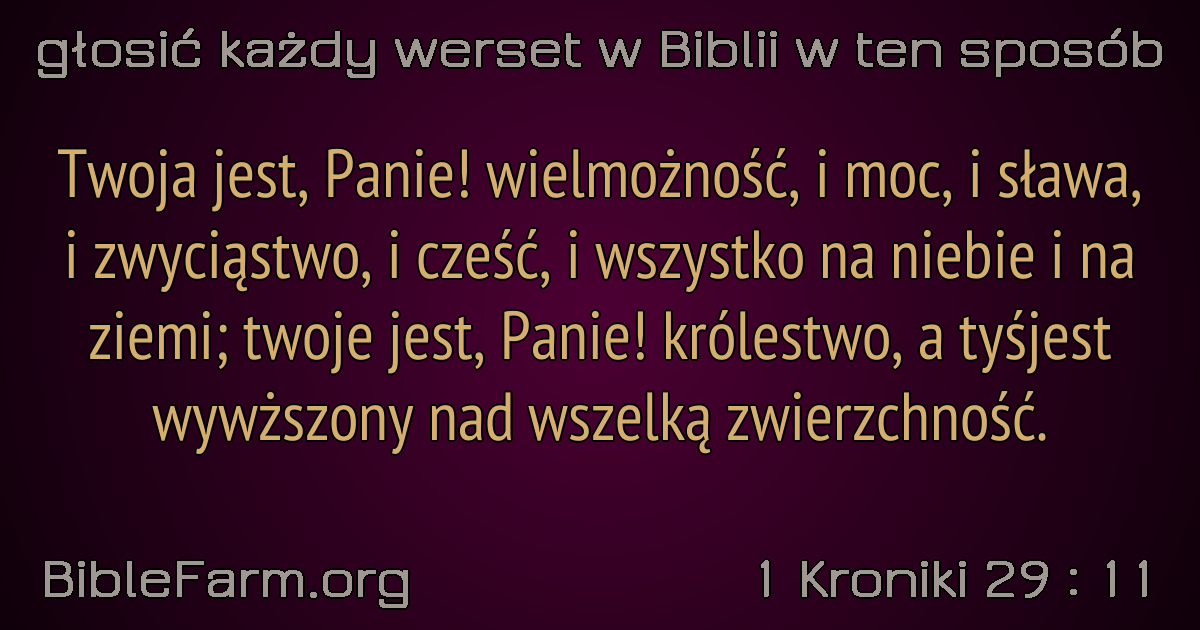 głosić każdy werset w Biblii w ten sposób
Twoja jest, Panie! wielmożność, i moc, i sława,
i zwyciąstwo, i cześć, i wszystko na niebie i na
ziemi; twoje jest, Panie! królestwo, a tyśjest
wywższony nad wszelką zwierzchność.
BibleFarm.org
1 Kroniki 29 : 11